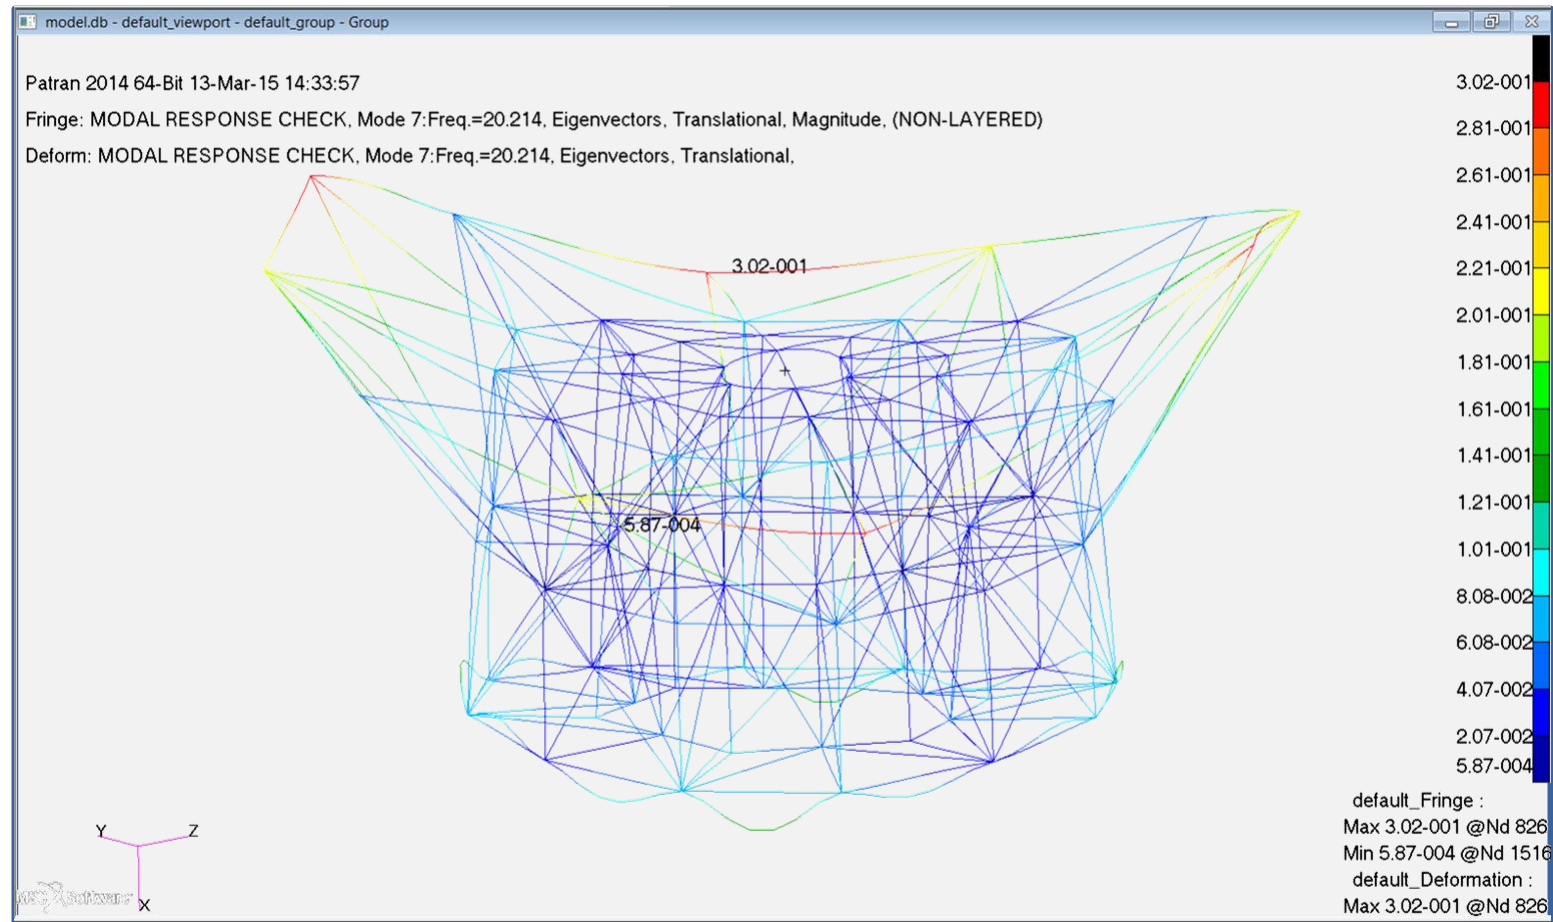 model.db - default_viewport - default_group - Group
Patran 2014 64-Bit 13-Mar-15 14:33:57
Fringe: MODAL RESPONSE CHECK, Mode 7:Freq.=20.214, Eigenvectors, Translational, Magnitude, (NON-LAYERED)
Deform: MODAL RESPONSE CHECK, Mode 7:Freq.=20.214, Eigenvectors, Translational,
3.02-001
5.87-004
3.02-001
2.81-001
2.61-001
2.41-001
2.21-001
2.01-001
1.81-001
1.61-001
1.41-001
1.21-001
1.01-001
8.08-002
6.08-002
4.07-002
2.07-002
5.87-004
default_Fringe :
Max 3.02-001 @Nd 826
Min 5.87-004 @Nd 1516
default_Deformation :
Max 3.02-001 @Nd 826
Y
Z
X
MSC Software